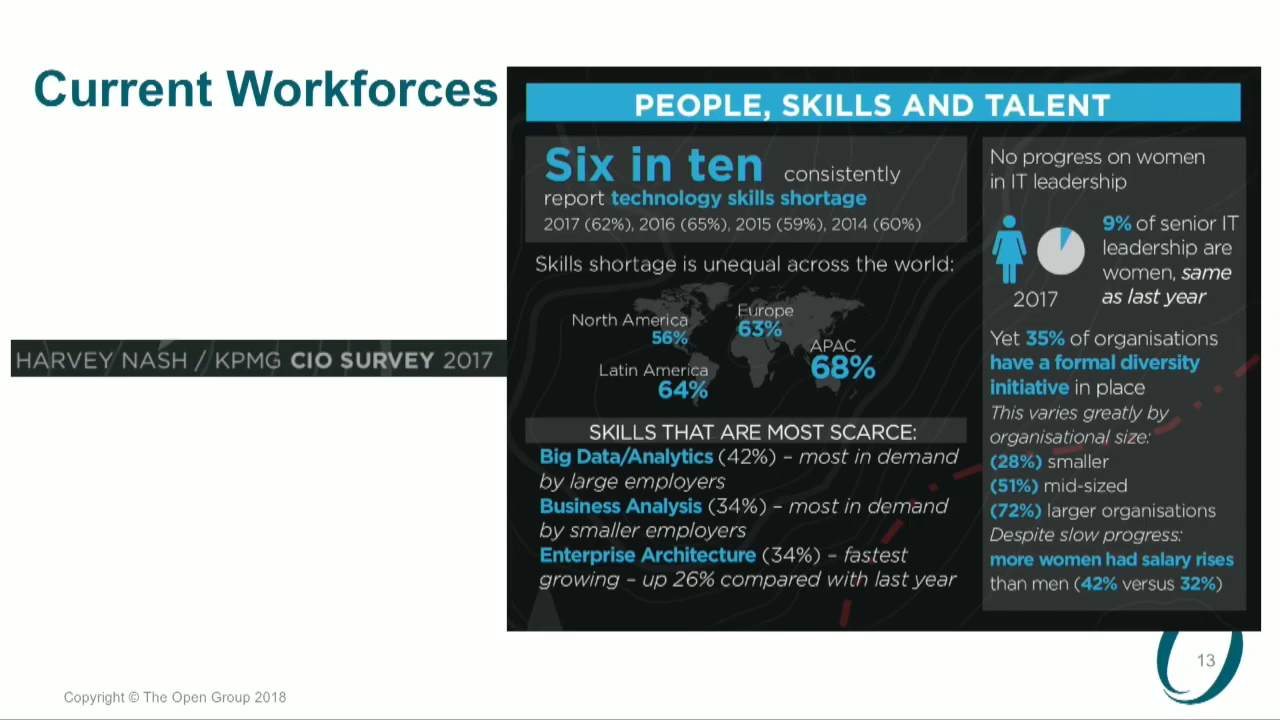 Current Workforces
HARVEY NASH / KPMG CIO SURVEY 2017
PEOPLE, SKILLS AND TALENT
Six in ten consistently
report technology skills shortage
2017 (62%), 2016 (65%), 2015 (59%), 2014 (60%)
Skills shortage is unequal across the world:
North America
56%
Europe
63%
APAC
68%
Latin America
64%
SKILLS THAT ARE MOST SCARCE:
Big Data/Analytics (42%) – most in demand
by large employers
Business Analysis (34%) – most in demand
by smaller employers
Enterprise Architecture (34%) – fastest
growing – up 26% compared with last year
No progress on women
in IT leadership
2017
9% of senior IT
leadership are
women, same
as last year
Yet 35% of organisations
have a formal diversity
initiative in place
This varies greatly by
organisational size:
(28%) smaller
(51%) mid-sized
(72%) larger organisations
Despite slow progress:
more women had salary rises
than men (42% versus 32%)
13
Copyright © The Open Group 2018